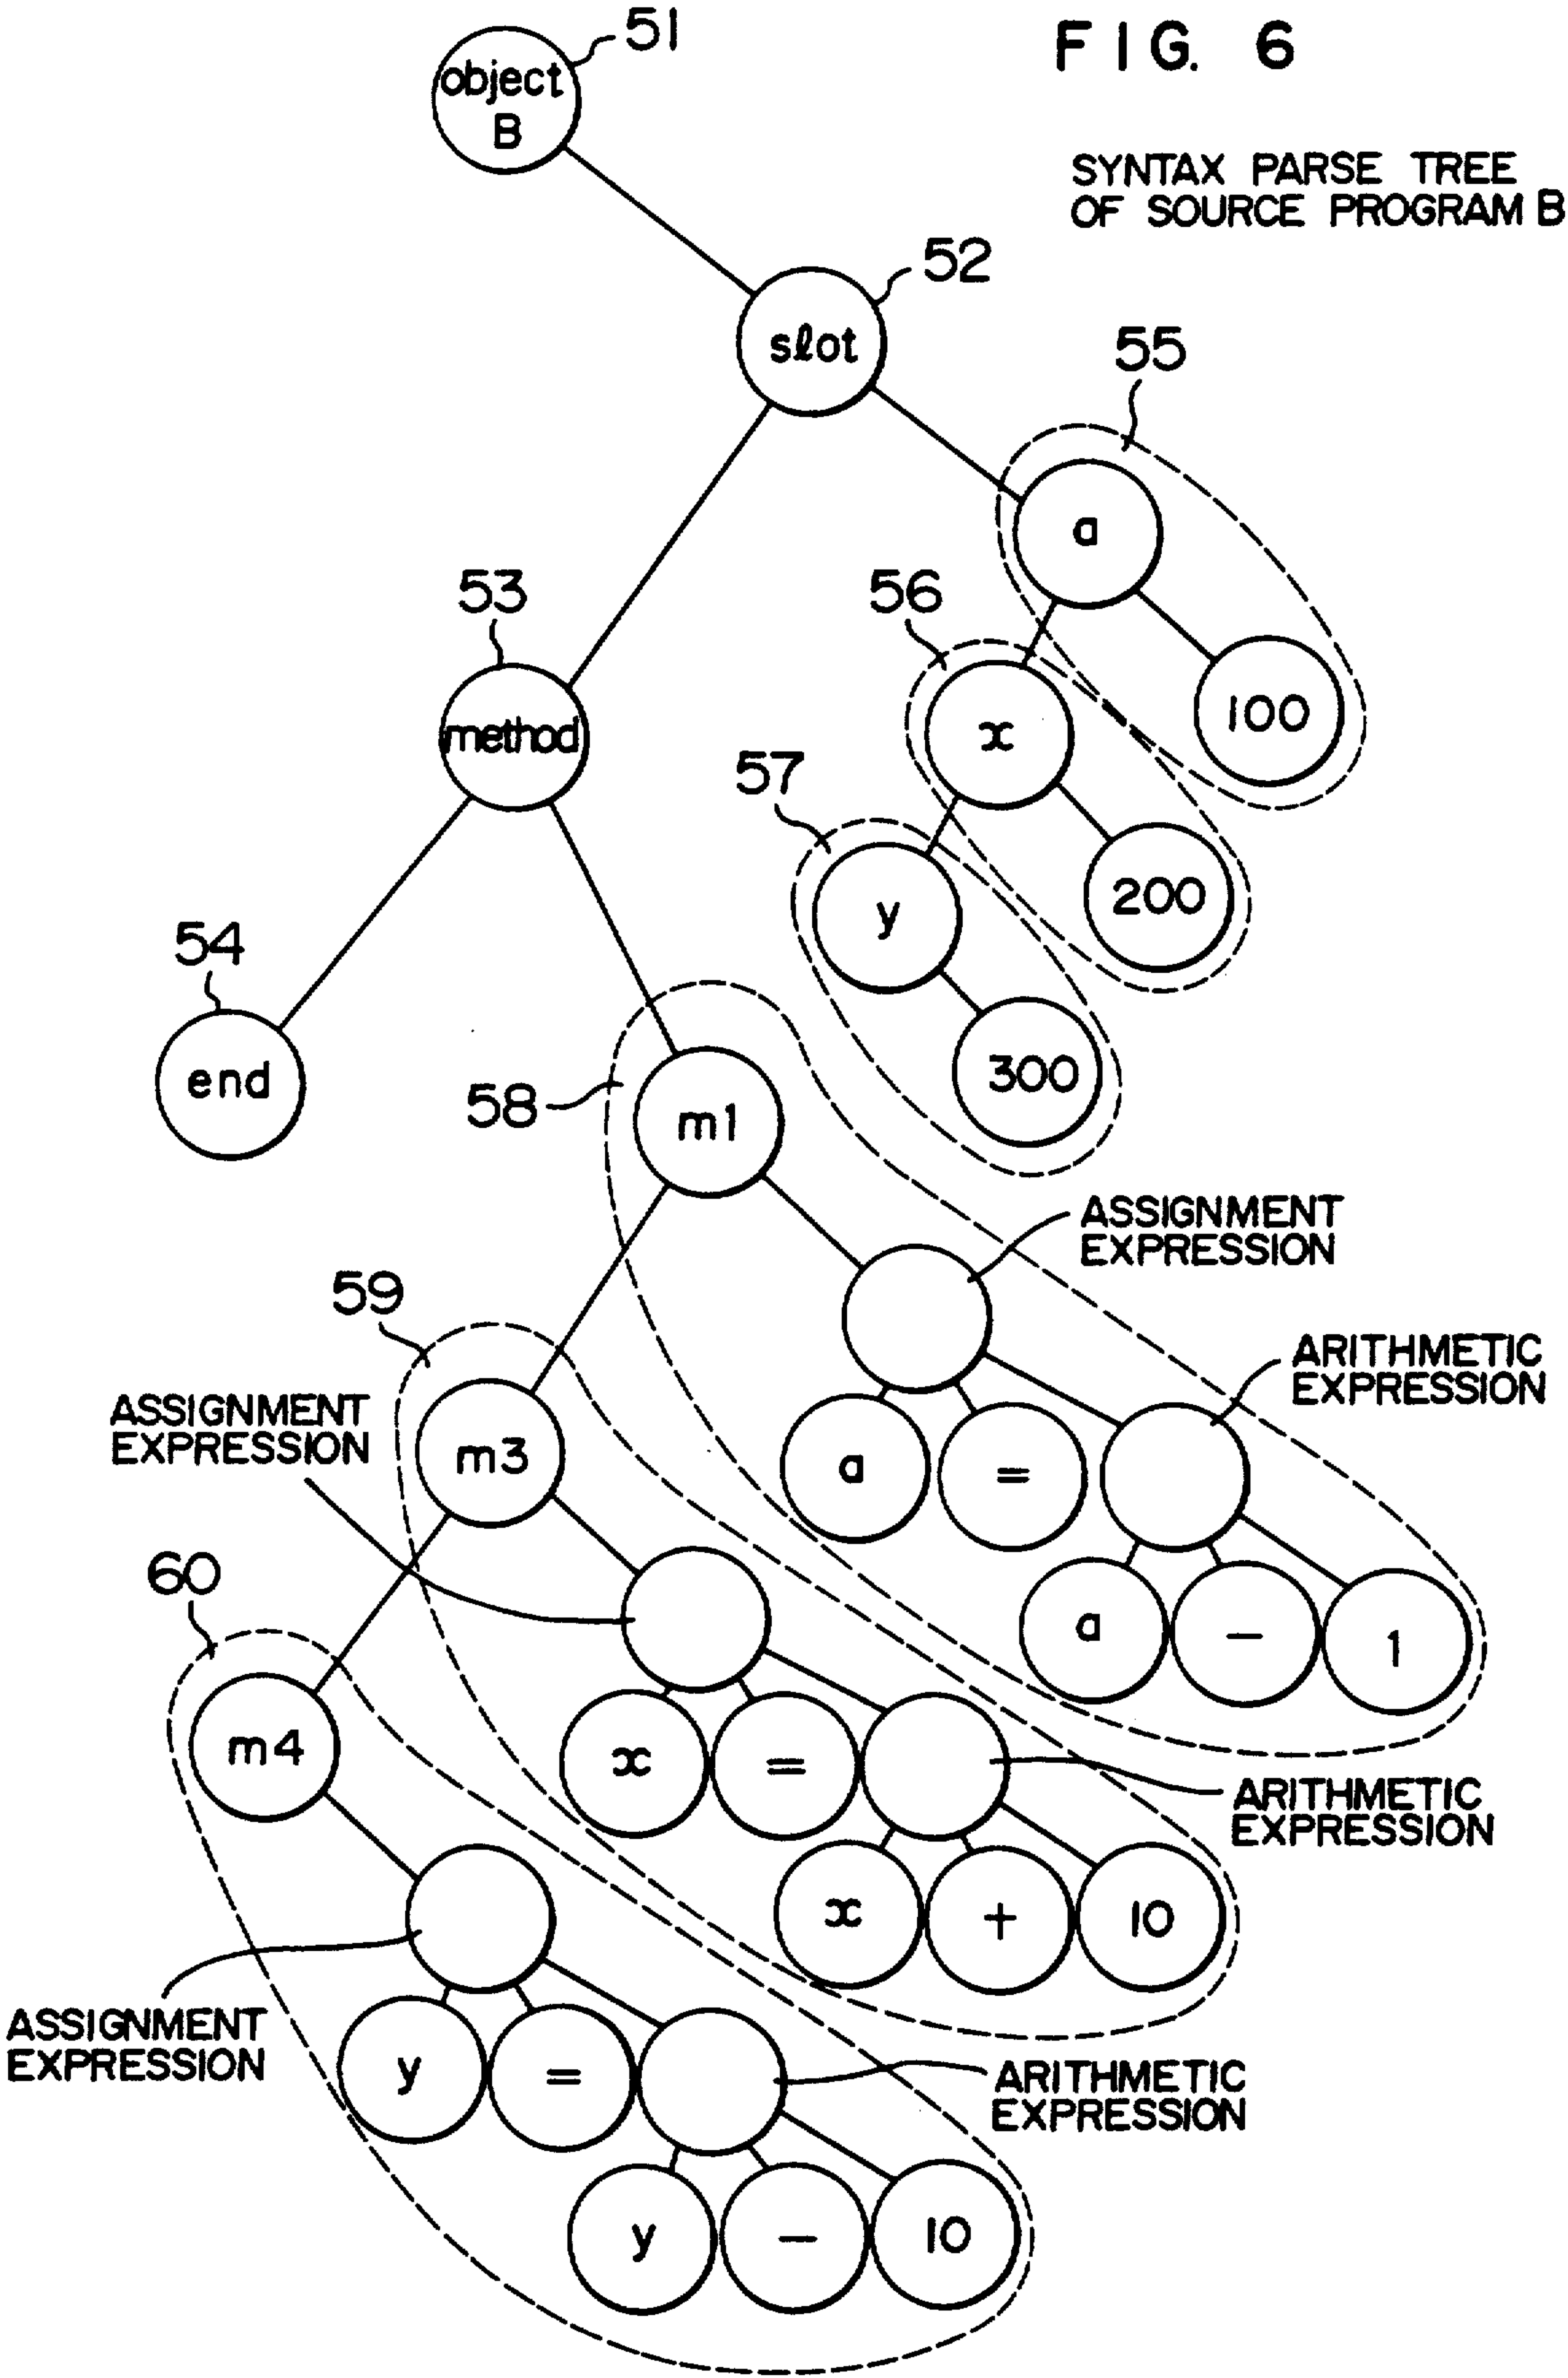 51
FIG. 6
object
B
SYNTAX PARSE TREE
OF SOURCE PROGRAM B
52
slot
55
a
53
56
method
x
100
57
y
200
54
end
300
58
m1
ASSIGNMENT
EXPRESSION
59
ARITHMETIC
EXPRESSION
ASSIGNMENT
EXPRESSION
m3
a
=
60
a
-
1
m4
x
=
ARITHMETIC
EXPRESSION
x
+
10
ASSIGNMENT
EXPRESSION
y
=
ARITHMETIC
EXPRESSION
y
-
10